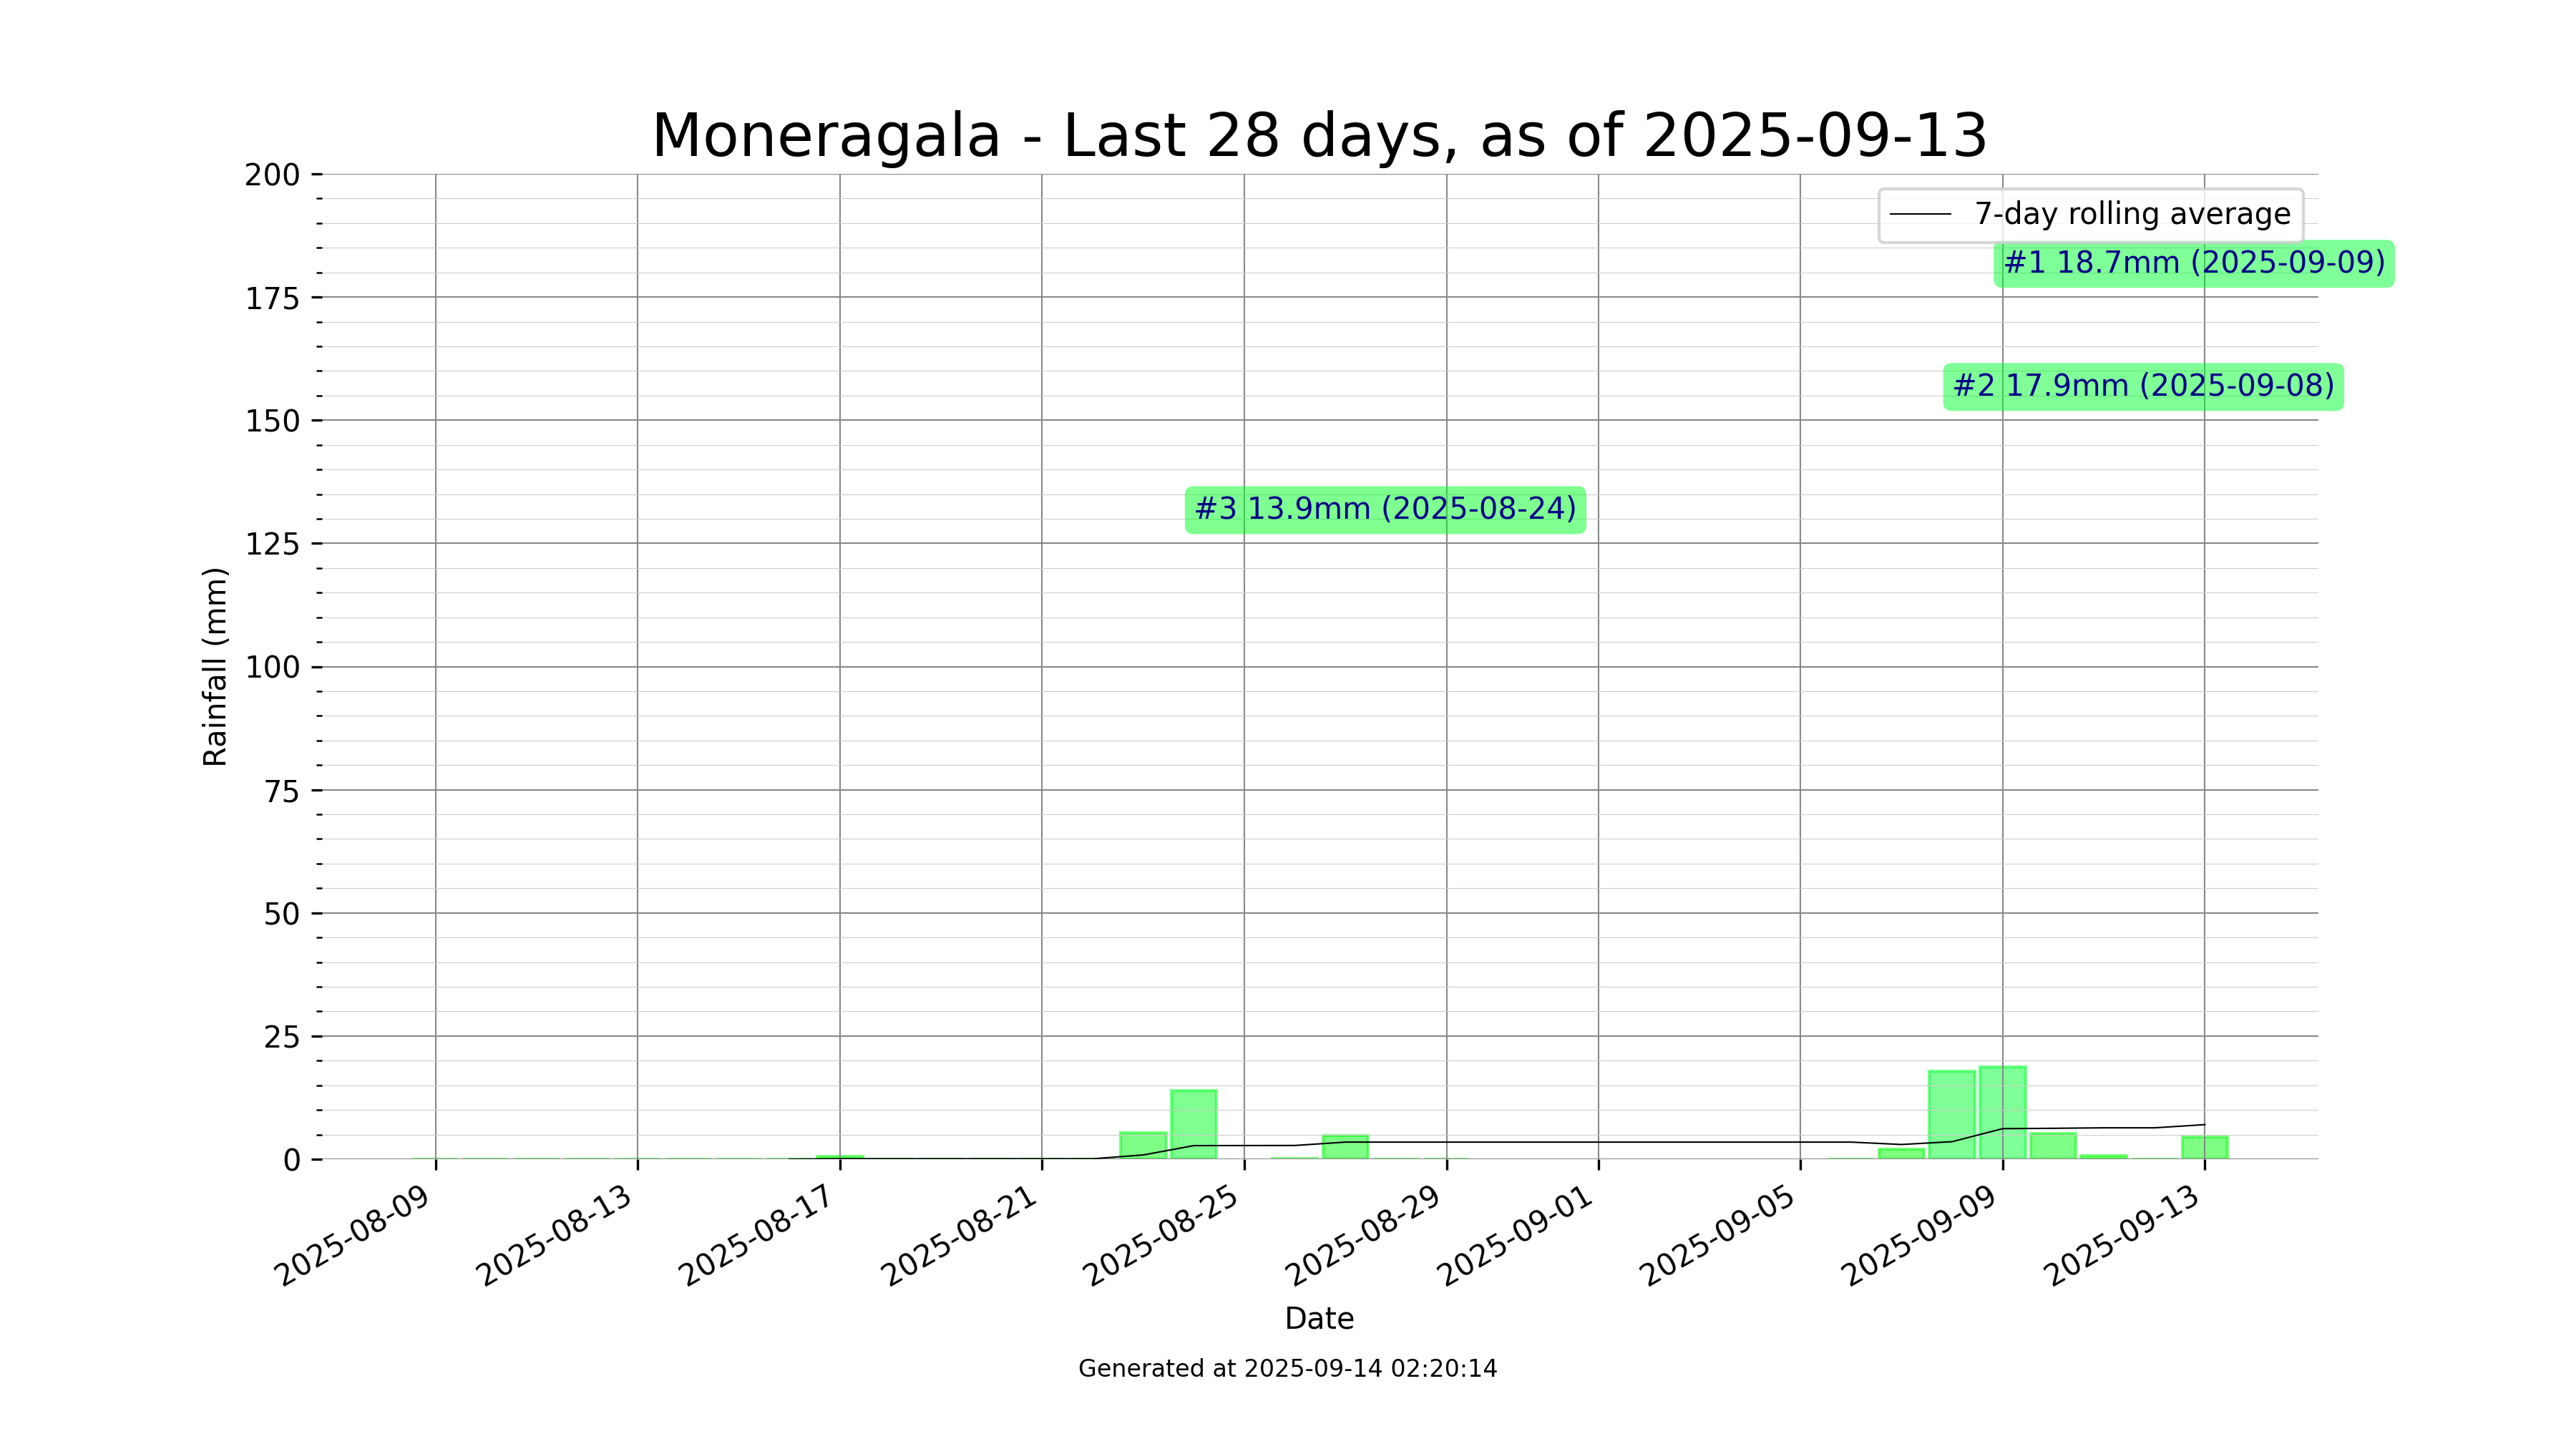 Moneragala - Last 28 days, as of 2025-09-13
7-day rolling average
#1 18.7mm (2025-09-09)
#2 17.9mm (2025-09-08)
#3 13.9mm (2025-08-24)
Rainfall (mm)
200
175
150
125
100
75
50
25
0
2025-08-09
2025-08-13
2025-08-17
2025-08-21
2025-08-25
2025-08-29
2025-09-01
2025-09-05
2025-09-09
2025-09-13
Date
Generated at 2025-09-14 02:20:14